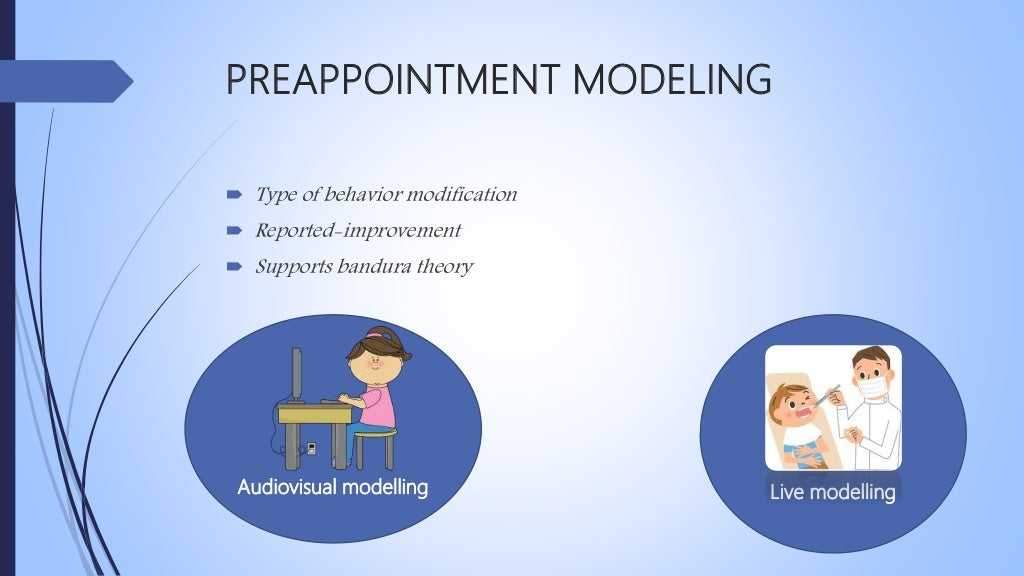 PREAPPOINTMENT MODELING
Type of behavior modification
Reported-improvement
Supports bandura theory
Audiovisual modelling
Live modelling